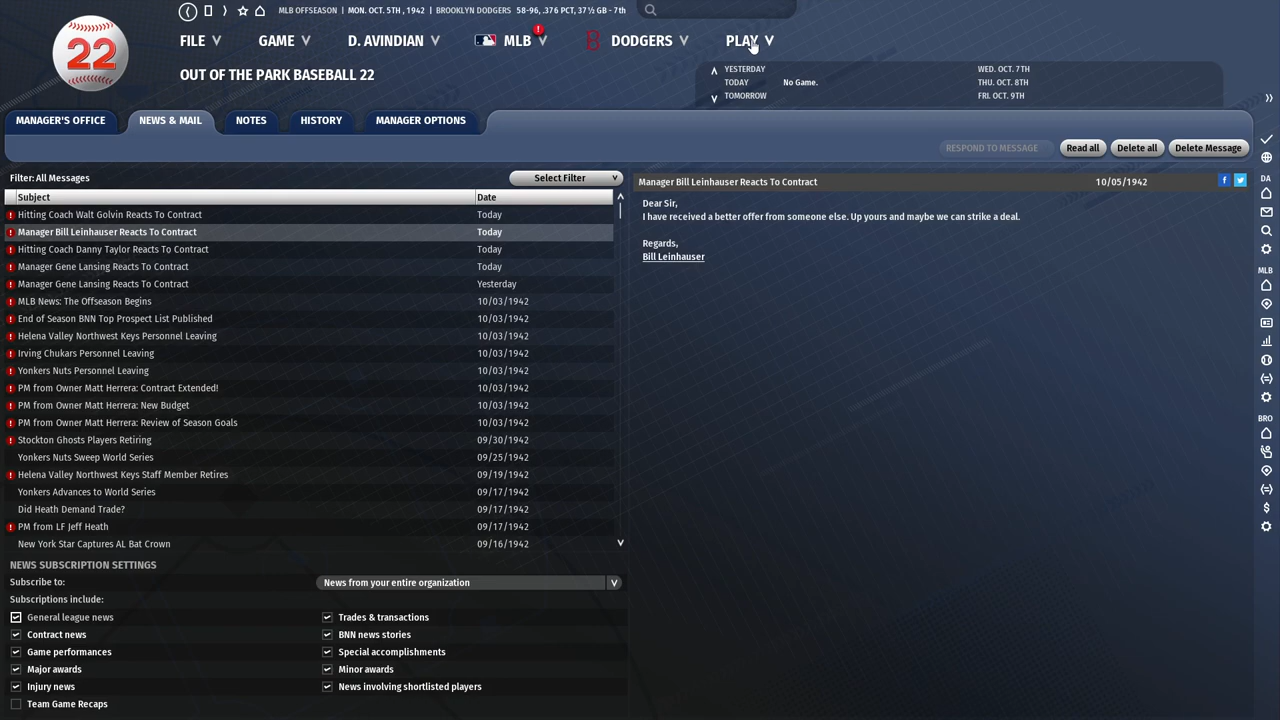 MLB OFFSEASON | MON. OCT. 5TH , 1942 | BROOKLYN DODGERS 58-96, .376 PCT, 37½ GB - 7th
22
FILE GAME D. AVINDIAN MLB ! DODGERS PLAY
OUT OF THE PARK BASEBALL 22
YESTERDAY WED. OCT. 7TH
TODAY No Game. THU. OCT. 8TH
TOMORROW FRI. OCT. 9TH
MANAGER'S OFFICE NEWS & MAIL NOTES HISTORY MANAGER OPTIONS
RESPOND TO MESSAGE Read all Delete all Delete Message
Filter: All Messages Select Filter
Subject Date
Hitting Coach Walt Golvin Reacts To Contract Today
Manager Bill Leinhauser Reacts To Contract Today
Hitting Coach Danny Taylor Reacts To Contract Today
Manager Gene Lansing Reacts To Contract Today
Manager Gene Lansing Reacts To Contract Yesterday
MLB News: The Offseason Begins 10/03/1942
End of Season BNN Top Prospect List Published 10/03/1942
Helena Valley Northwest Keys Personnel Leaving 10/03/1942
Irving Chukars Personnel Leaving 10/03/1942
Yonkers Nuts Personnel Leaving 10/03/1942
PM from Owner Matt Herrera: Contract Extended! 10/03/1942
PM from Owner Matt Herrera: New Budget 10/03/1942
PM from Owner Matt Herrera: Review of Season Goals 10/03/1942
Stockton Ghosts Players Retiring 09/30/1942
Yonkers Nuts Sweep World Series 09/25/1942
Helena Valley Northwest Keys Staff Member Retires 09/19/1942
Yonkers Advances to World Series 09/17/1942
Did Heath Demand Trade? 09/17/1942
PM from LF Jeff Heath 09/17/1942
New York Star Captures AL Bat Crown 09/16/1942
NEWS SUBSCRIPTION SETTINGS
Subscribe to: News from your entire organization
Subscriptions include:
General league news Trades & transactions
Contract news BNN news stories
Game performances Special accomplishments
Major awards Minor awards
Injury news News involving shortlisted players
Team Game Recaps
Manager Bill Leinhauser Reacts To Contract 10/05/1942
Dear Sir,
I have received a better offer from someone else. Up yours and maybe we can strike a deal.
Regards,
Bill Leinhauser
DA
MLB
BRO